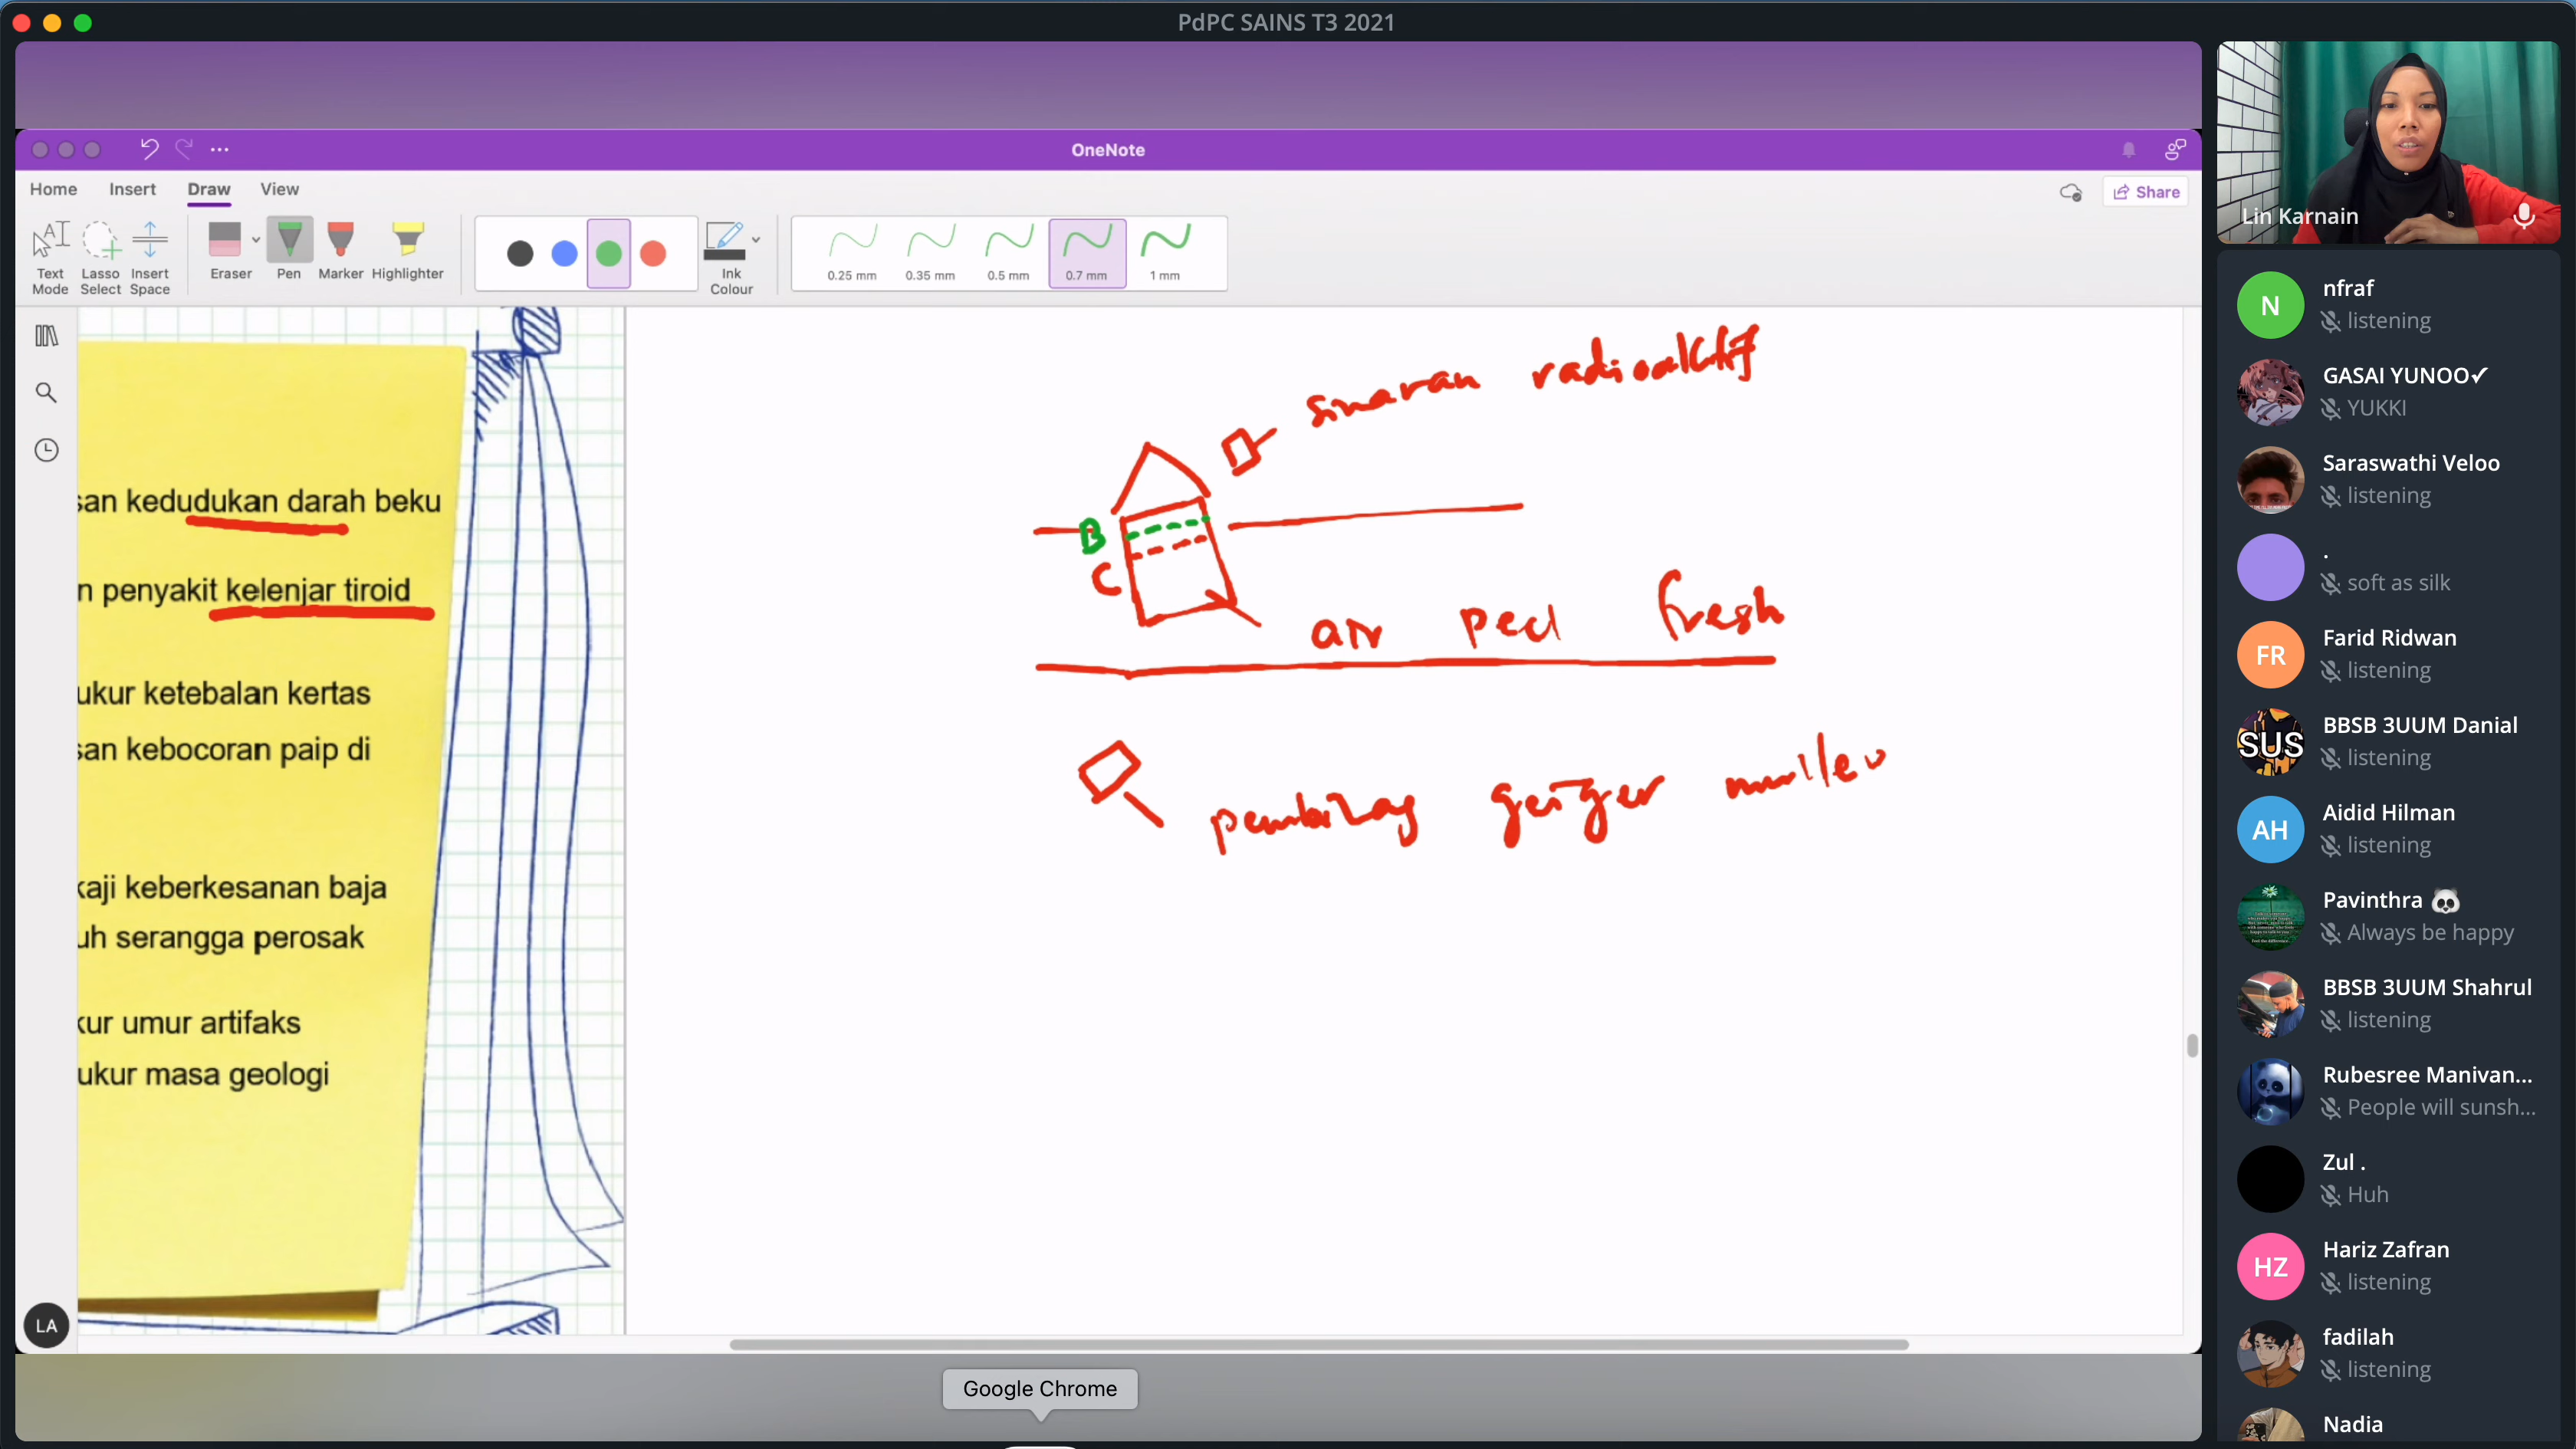 PdPC SAINS T3 2021
OneNote
Home Insert Draw View
Share
Text Mode
Lasso Select
Insert Space
Eraser
Pen
Marker
Highlighter
Ink Colour
0.25 mm
0.35 mm
0.5 mm
0.7 mm
1 mm
san kedudukan darah beku
n penyakit kelenjar tiroid
ukur ketebalan kertas
san kebocoran paip di
kaji keberkesanan baja
uh serangga perosak
kur umur artifaks
ukur masa geologi
LA
sinaran radioaktif
B
C
air fresh
pembilang geiger muller
Google Chrome
Lin Karnain
N
nfraf
listening
GASAI YUNOO✓
YUKKI
Saraswathi Veloo
listening
.
soft as silk
FR
Farid Ridwan
listening
SUS
BBSB 3UUM Danial
listening
AH
Aidid Hilman
listening
Pavinthra 🐼
Always be happy
BBSB 3UUM Shahrul
listening
Rubesree Manivan...
People will sunsh...
Zul .
Huh
HZ
Hariz Zafran
listening
fadilah
listening
Nadia